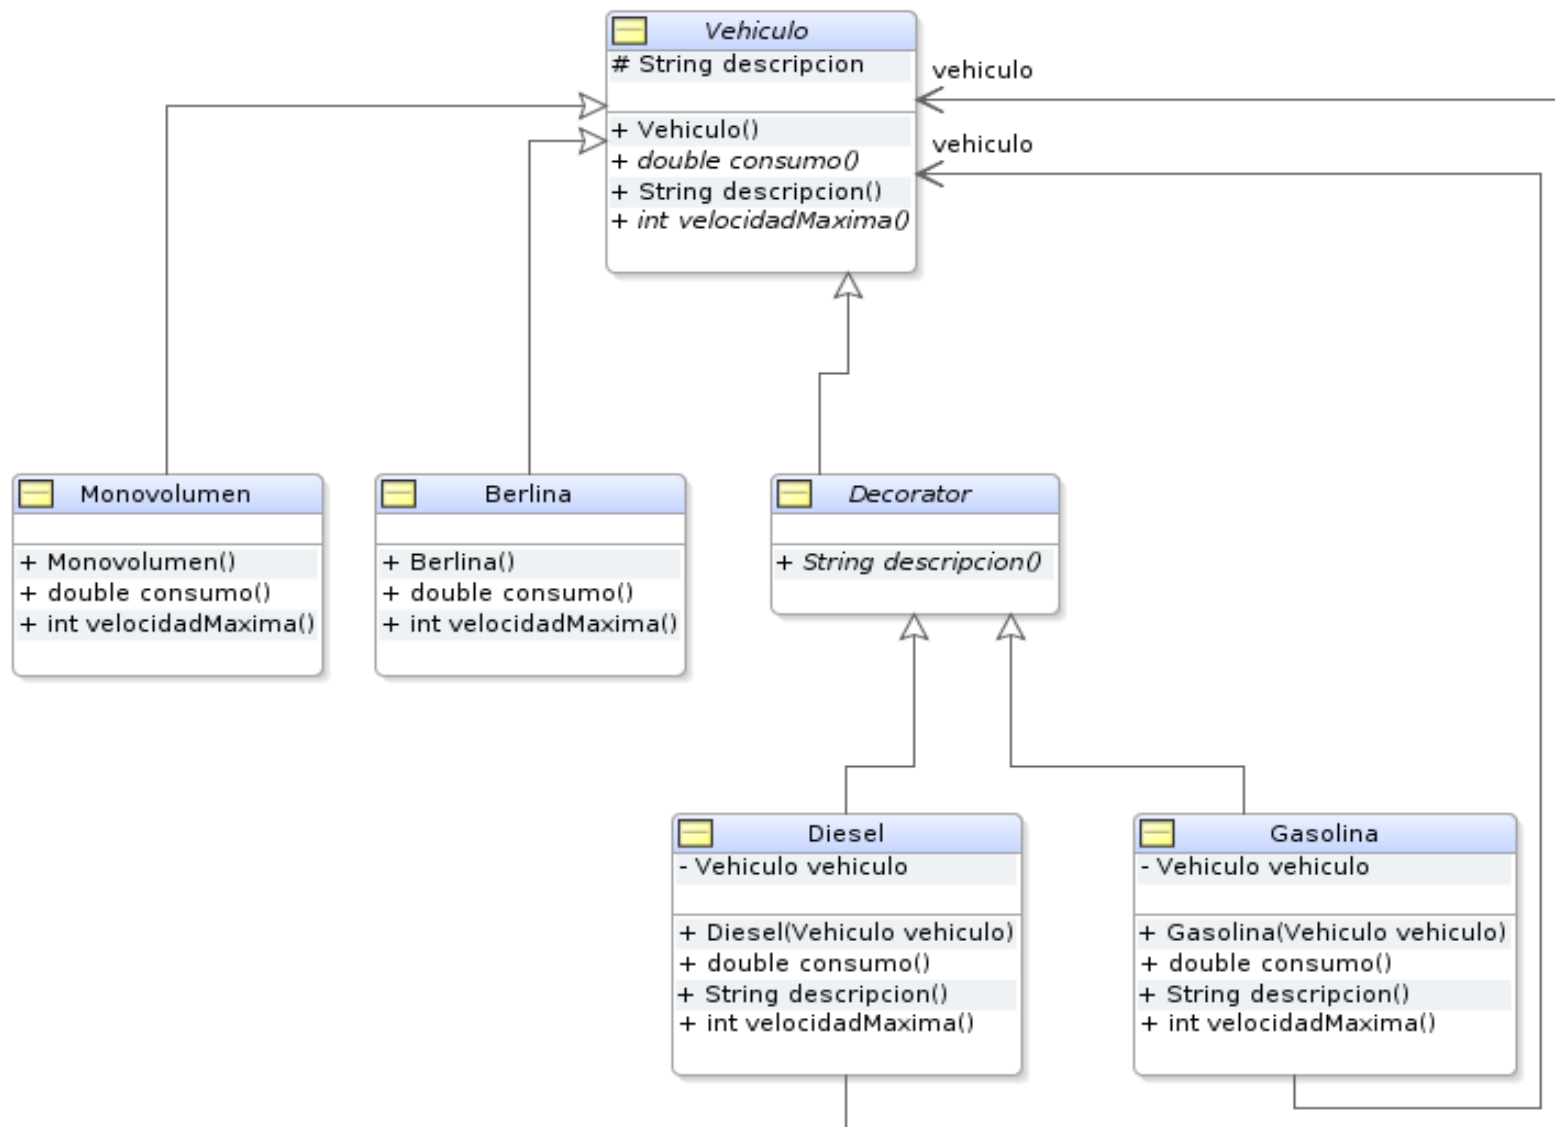 Vehiculo
# String descripcion
+ Vehiculo()
+ double consumo()
+ String descripcion()
+ int velocidadMaxima()
vehiculo
vehiculo
Monovolumen
+ Monovolumen()
+ double consumo()
+ int velocidadMaxima()
Berlina
+ Berlina()
+ double consumo()
+ int velocidadMaxima()
Decorator
+ String descripcion()
Diesel
- Vehiculo vehiculo
+ Diesel(Vehiculo vehiculo)
+ double consumo()
+ String descripcion()
+ int velocidadMaxima()
Gasolina
- Vehiculo vehiculo
+ Gasolina(Vehiculo vehiculo)
+ double consumo()
+ String descripcion()
+ int velocidadMaxima()